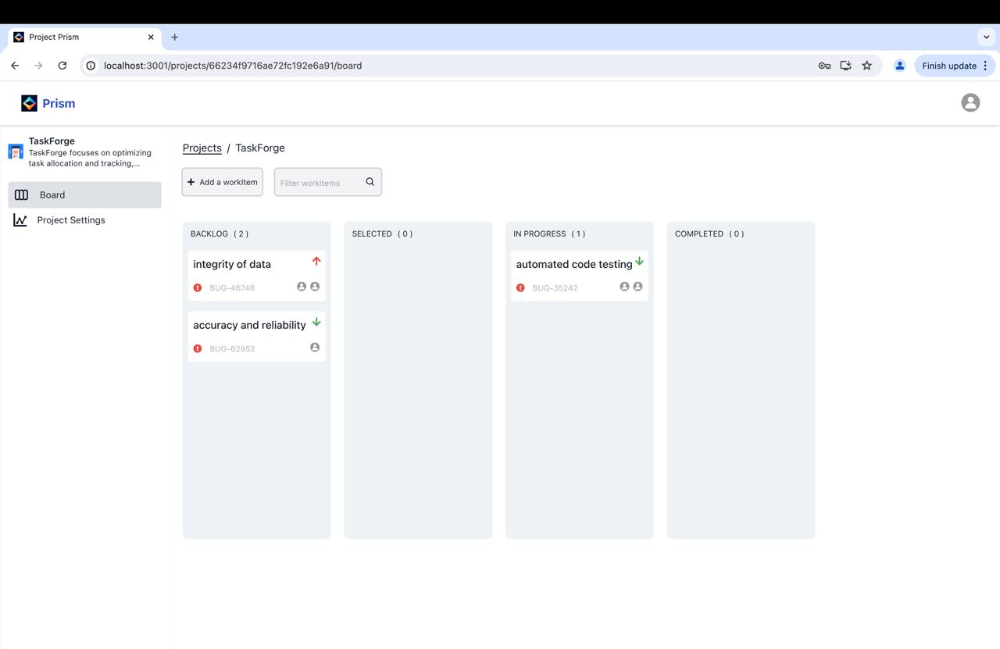 Project Prism
localhost:3001/projects/66234f9716ae72fc192e6a91/board
Finish update
Prism
TaskForge
TaskForge focuses on optimizing
task allocation and tracking,...
Board
Project Settings
Projects / TaskForge
+ Add a workItem
Filter workitems
BACKLOG ( 2 )
integrity of data
BUG-46746
accuracy and reliability
BUG-62952
SELECTED ( 0 )
IN PROGRESS ( 1 )
automated code testing
BUG-35242
COMPLETED ( 0 )